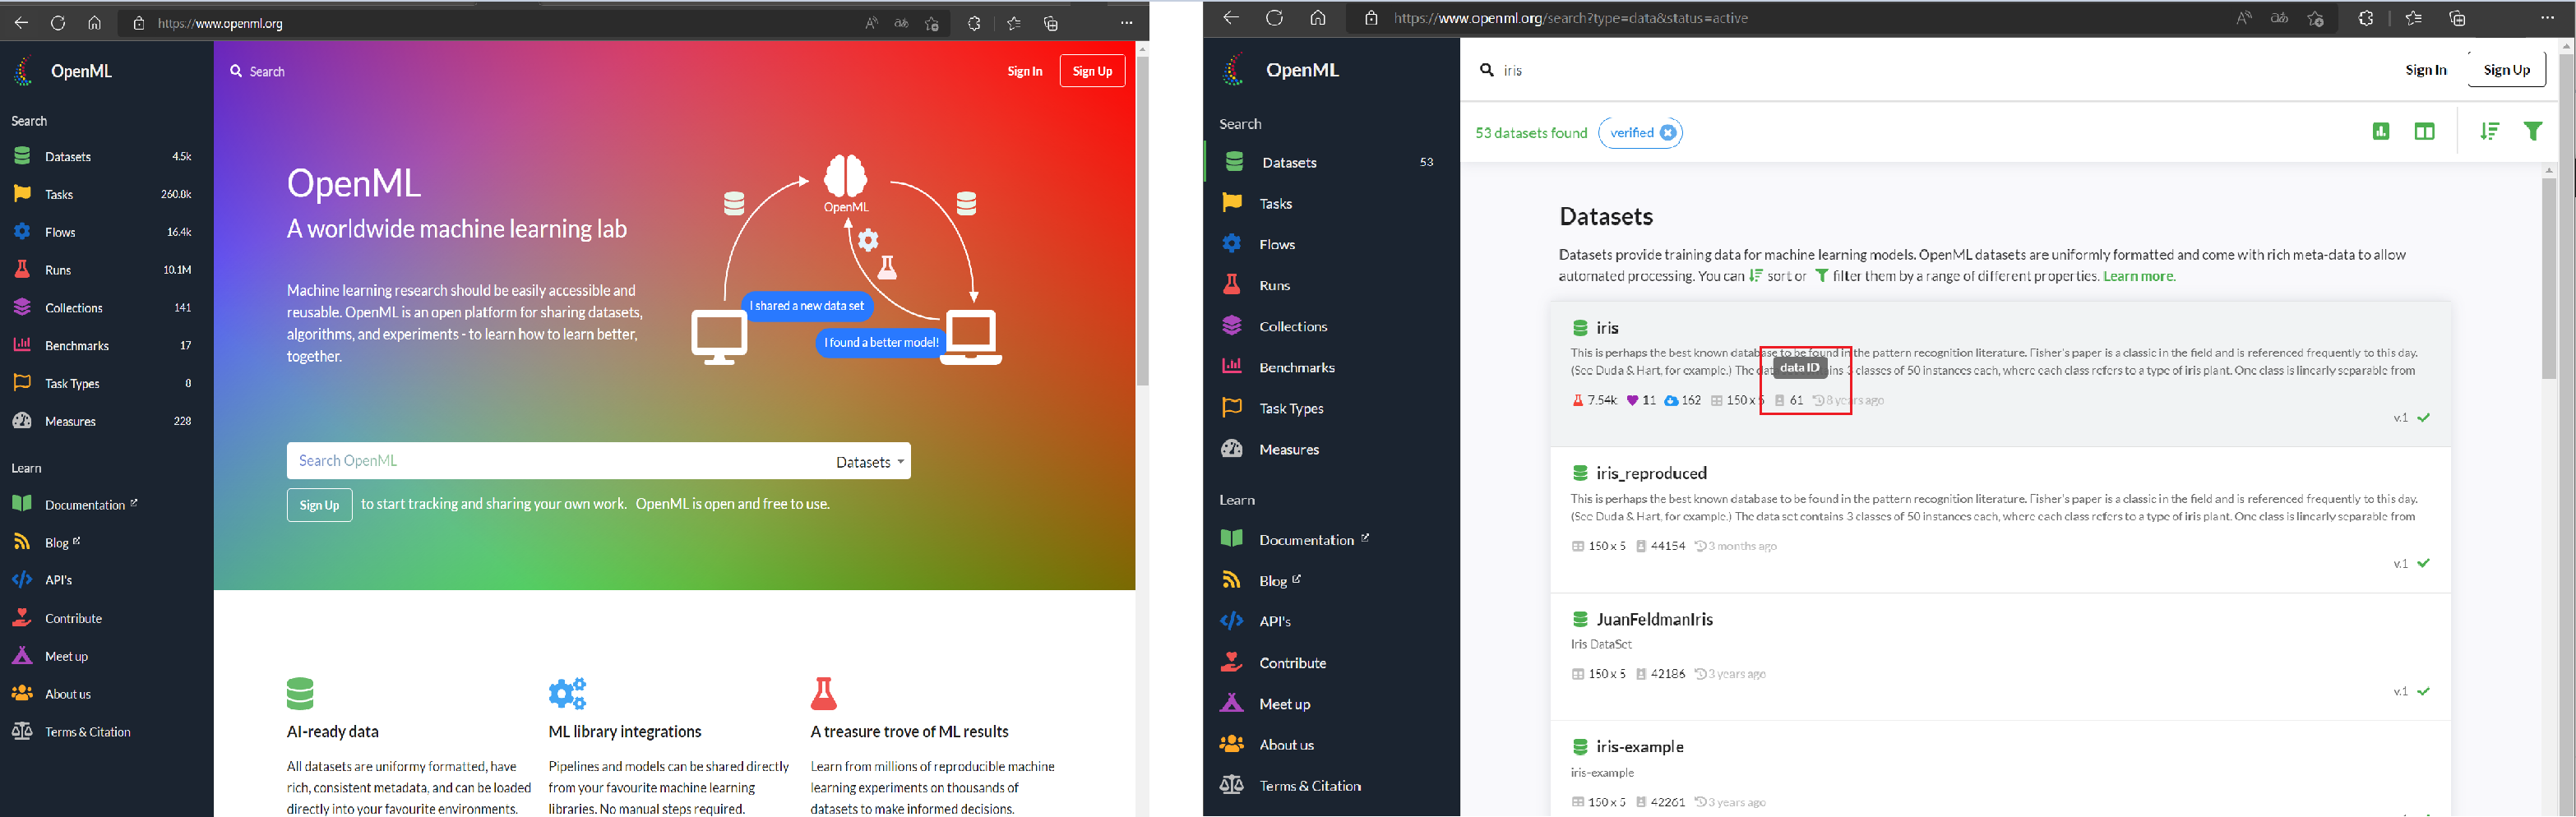 https://www.openml.org
OpenML
Search
Datasets 4.5k
Tasks 260.8k
Flows 16.4k
Runs 10.1M
Collections 141
Benchmarks 17
Task Types 8
Measures 228
Learn
Documentation
Blog
API's
Contribute
Meet up
About us
Terms & Citation
Search
Sign In
Sign Up
OpenML
A worldwide machine learning lab
Machine learning research should be easily accessible and
reusable. OpenML is an open platform for sharing datasets,
algorithms, and experiments - to learn how to learn better,
together.
OpenML
I shared a new data set
I found a better model!
Search OpenML
Datasets
Sign Up to start tracking and sharing your own work. OpenML is open and free to use.
AI-ready data
All datasets are uniformy formatted, have
rich, consistent metadata, and can be loaded
directly into your favourite environments.
ML library integrations
Pipelines and models can be shared directly
from your favourite machine learning
libraries. No manual steps required.
A treasure trove of ML results
Learn from millions of reproducible machine
learning experiments on thousands of
datasets to make informed decisions.
https://www.openml.org/search?type=data&status=active
OpenML
Search
Datasets 53
Tasks
Flows
Runs
Collections
Benchmarks
Task Types
Measures
Learn
Documentation
Blog
API's
Contribute
Meet up
About us
Terms & Citation
iris
Sign In
Sign Up
53 datasets found
verified
Datasets
Datasets provide training data for machine learning models. OpenML datasets are uniformly formatted and come with rich meta-data to allow
automated processing. You can sort or filter them by a range of different properties. Learn more.
iris
This is perhaps the best known database to be found in the pattern recognition literature. Fisher's paper is a classic in the field and is referenced frequently to this day.
(See Duda & Hart, for example.) The data contains 3 classes of 50 instances each, where each class refers to a type of iris plant. One class is linearly separable from
data ID
7.54k 11 162 150 x 5 61 8 years ago
v.1
iris_reproduced
This is perhaps the best known database to be found in the pattern recognition literature. Fisher's paper is a classic in the field and is referenced frequently to this day.
(See Duda & Hart, for example.) The data set contains 3 classes of 50 instances each, where each class refers to a type of iris plant. One class is linearly separable from
150 x 5 44154 3 months ago
v.1
JuanFeldmanIris
Iris DataSet
150 x 5 42186 3 years ago
v.1
iris-example
iris-example
150 x 5 42261 3 years ago